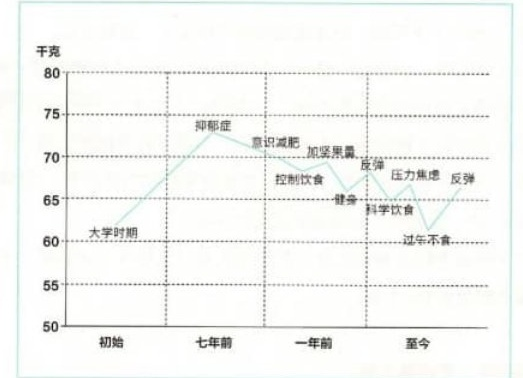 千克
80
75
70
65
60
55
50
抑郁症
意识减肥
加坚果量
反弹
控制饮食
压力焦虑
反弹
健身
科学饮食
大学时期
过午不食
初始
七年前
一年前
至今